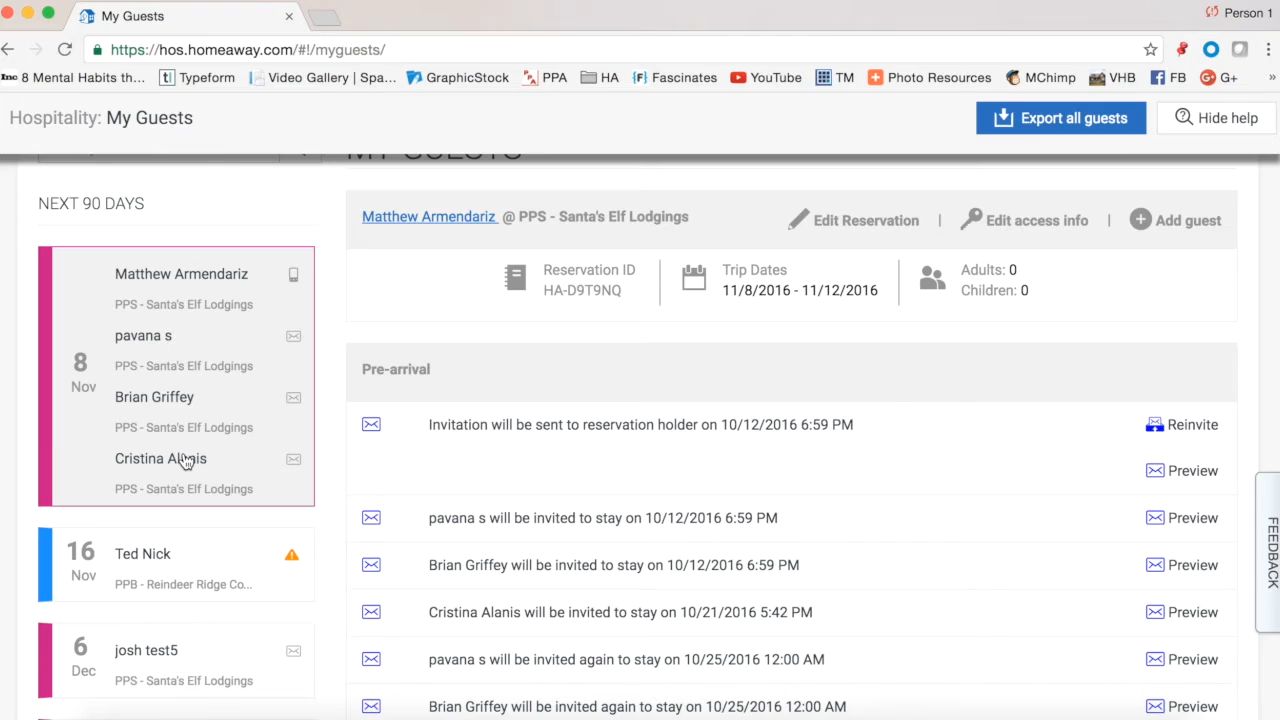 My Guests
Person 1
https://hos.homeaway.com/#!/myguests/
Inc 8 Mental Habits th... t| Typeform Video Gallery | Spa... GraphicStock PPA HA {F} Fascinates YouTube TM Photo Resources MChimp VHB FB G+ »
Hospitality: My Guests
Export all guests
Hide help
MY GUESTS
NEXT 90 DAYS
Matthew Armendariz @ PPS - Santa's Elf Lodgings
Edit Reservation | Edit access info | Add guest
Reservation ID
HA-D9T9NQ
Trip Dates
11/8/2016 - 11/12/2016
Adults: 0
Children: 0
8
Nov
Matthew Armendariz
PPS - Santa's Elf Lodgings
pavana s
PPS - Santa's Elf Lodgings
Brian Griffey
PPS - Santa's Elf Lodgings
Cristina Alanis
PPS - Santa's Elf Lodgings
16
Nov
Ted Nick
PPB - Reindeer Ridge Co...
6
Dec
josh test5
PPS - Santa's Elf Lodgings
Pre-arrival
Invitation will be sent to reservation holder on 10/12/2016 6:59 PM
Reinvite
Preview
pavana s will be invited to stay on 10/12/2016 6:59 PM
Preview
Brian Griffey will be invited to stay on 10/12/2016 6:59 PM
Preview
Cristina Alanis will be invited to stay on 10/21/2016 5:42 PM
Preview
pavana s will be invited again to stay on 10/25/2016 12:00 AM
Preview
Brian Griffey will be invited again to stay on 10/25/2016 12:00 AM
Preview
FEEDBACK